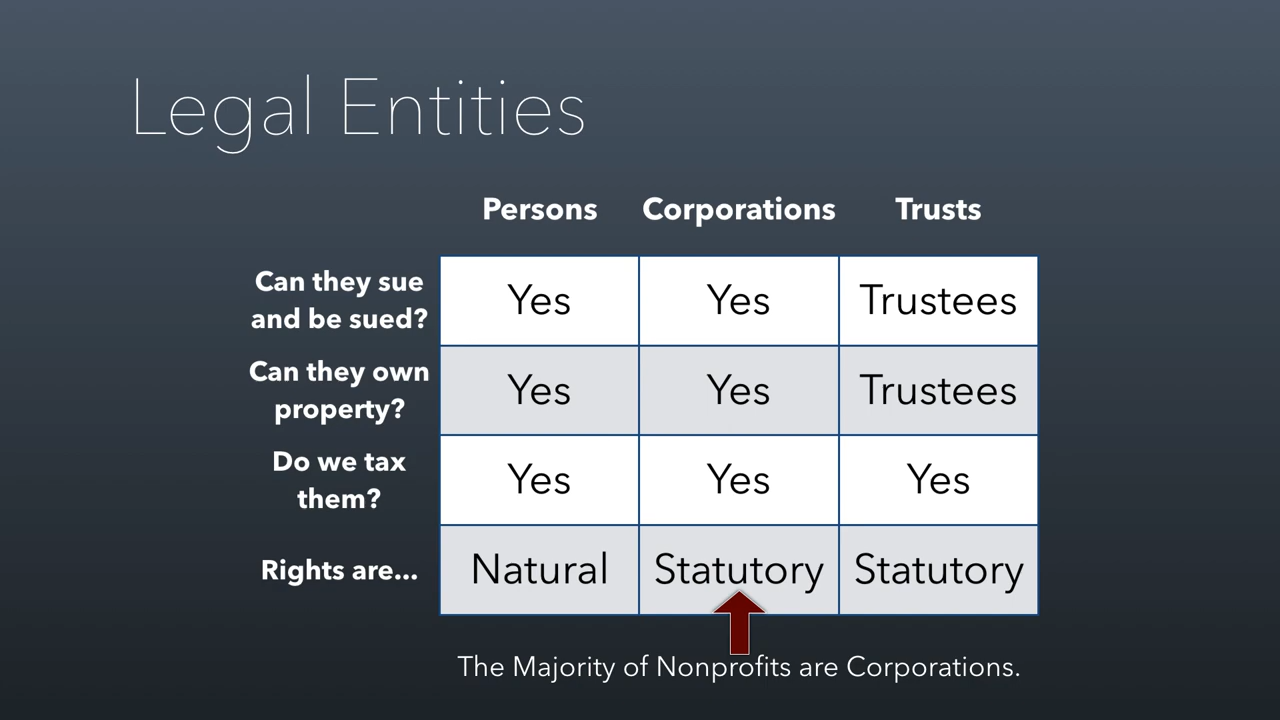 Legal Entities
Persons Corporations Trusts
Can they sue
and be sued?
Yes Yes Trustees
Can they own
property?
Yes Yes Trustees
Do we tax
them?
Yes Yes Yes
Rights are... Natural Statutory Statutory
The Majority of Nonprofits are Corporations.